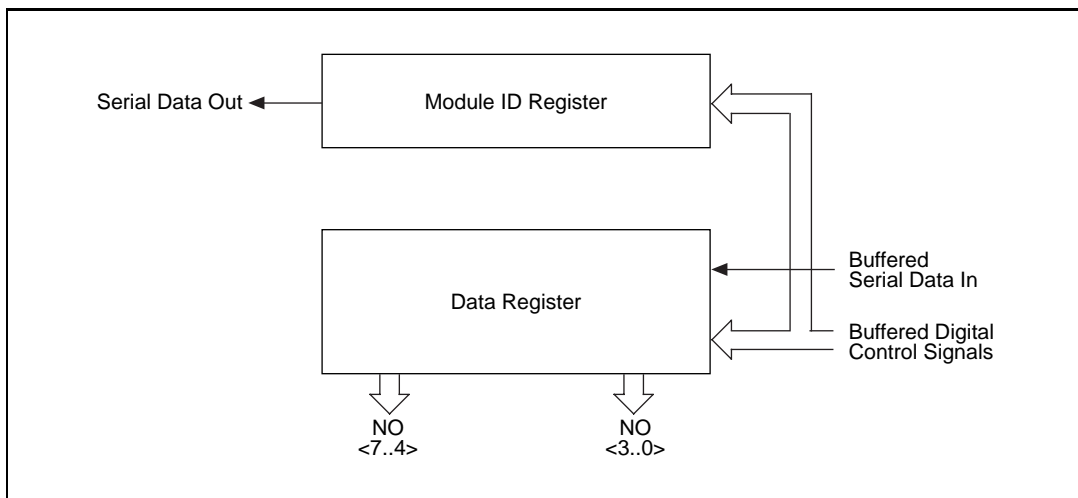 Module ID Register
Serial Data Out
Data Register
Buffered
Serial Data In
Buffered Digital
Control Signals
NO
<7..4>
NO
<3..0>